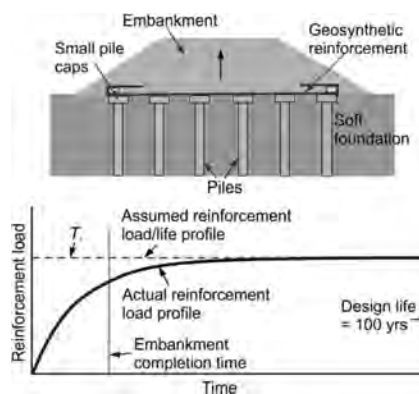 Embankment
Geosynthetic
reinforcement
Small pile
caps
Soft
foundation
Piles
Reinforcement load
Tᵣ
Assumed reinforcement
load/life profile
Actual reinforcement
load profile
Design life
= 100 yrs
Embankment
completion time
Time